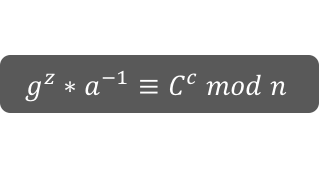 g^z * a^{-1} ≡ C^c mod n